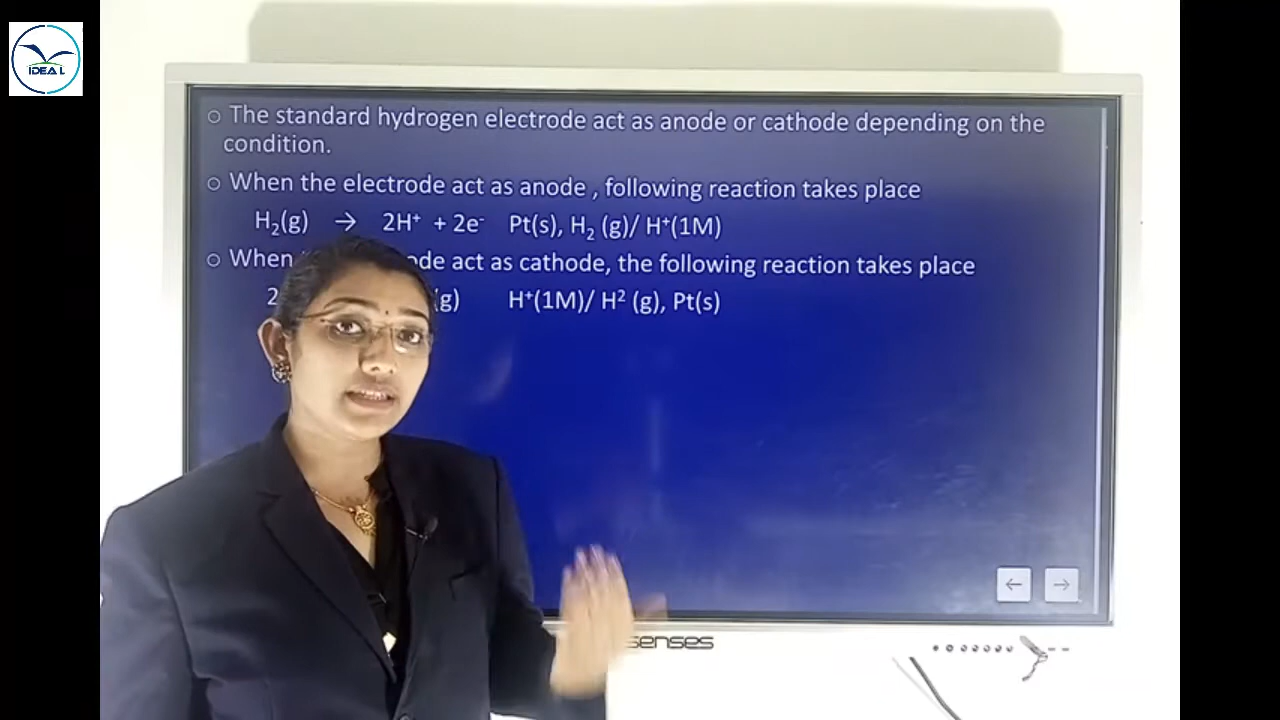 IDEAL
○ The standard hydrogen electrode act as anode or cathode depending on the
condition.
○ When the electrode act as anode , following reaction takes place
H₂(g) → 2H⁺ + 2e⁻ Pt(s), H₂ (g)/ H⁺(1M)
○ When act as cathode, the following reaction takes place
2 (g) H⁺(1M)/ H² (g), Pt(s)
← →
senses